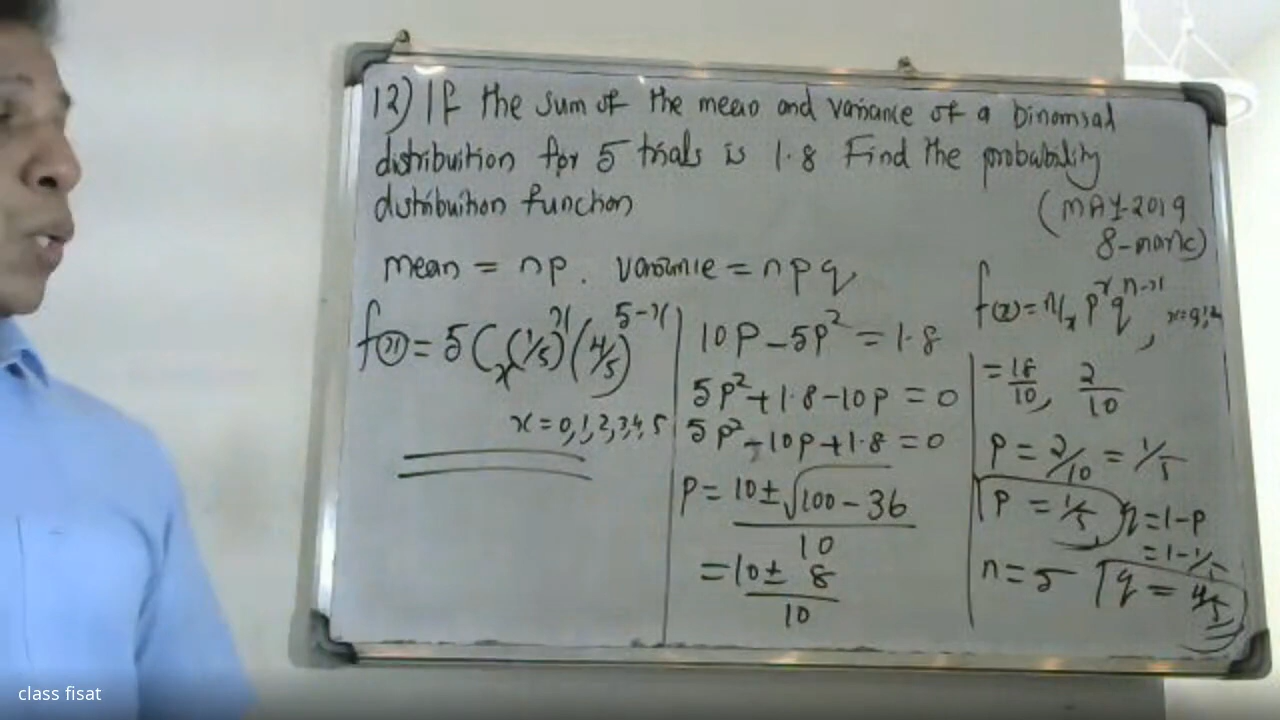 12) If the sum of the mean and variance of a binomial
distribution for 5 trials is 1.8 Find the probability
distribution function
(MAY-2019
8-mark)
mean = np. variance = npq
f(x) = 5Cx (1/5)^x (4/5)^5-x
x = 0,1,2,3,4,5
10P - 5P² = 1.8
5P² + 1.8 - 10P = 0
5P² - 10P + 1.8 = 0
P = 10 ± √100 - 36 / 10
= 10 ± 8 / 10
f(x) = nCx p^x q^n-x,
= 18/10, 2/10
P = 2/10 = 1/5
P = 1/5
q = 1-P
= 1-1/5
n = 5
q = 4/5
class fisat